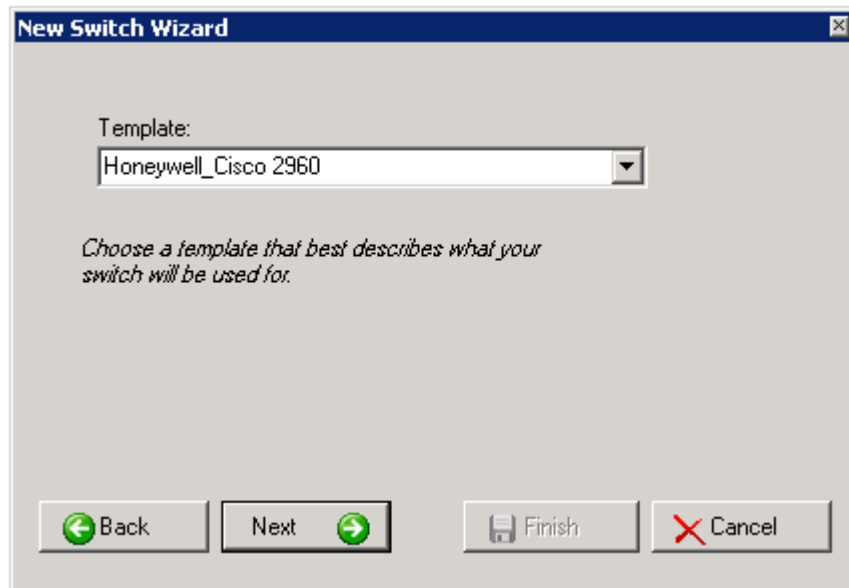 New Switch Wizard
Template:
Honeywell_Cisco 2960
Choose a template that best describes what your
switch will be used for.
Back
Next
Finish
Cancel